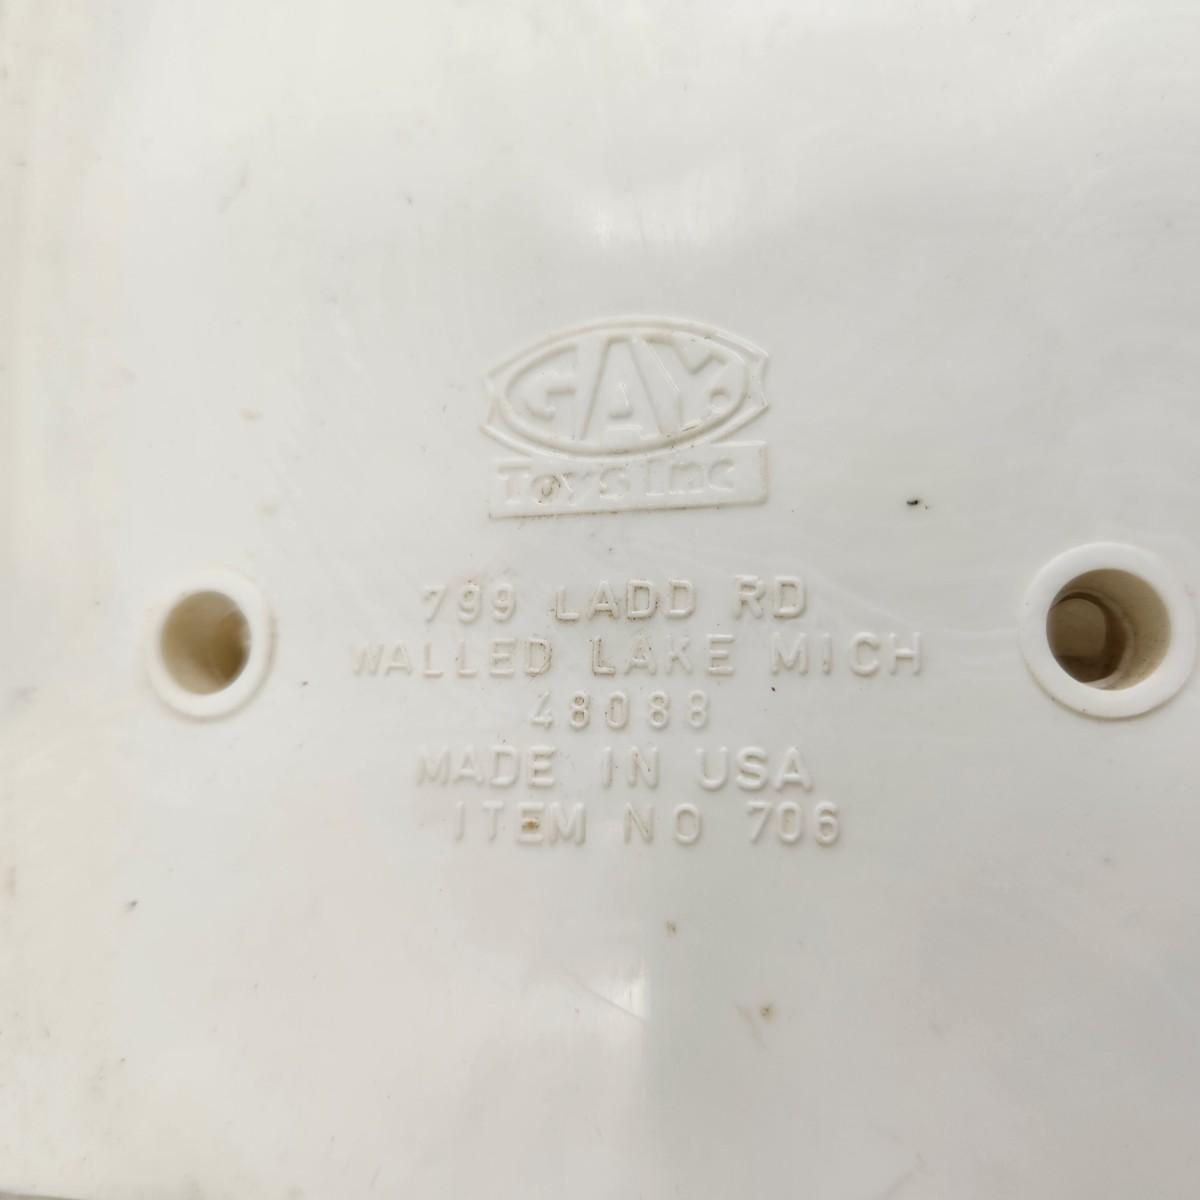 GAY
Toys Inc
799 LADD RD
WALLED LAKE MICH
48088
MADE IN USA
ITEM NO 706